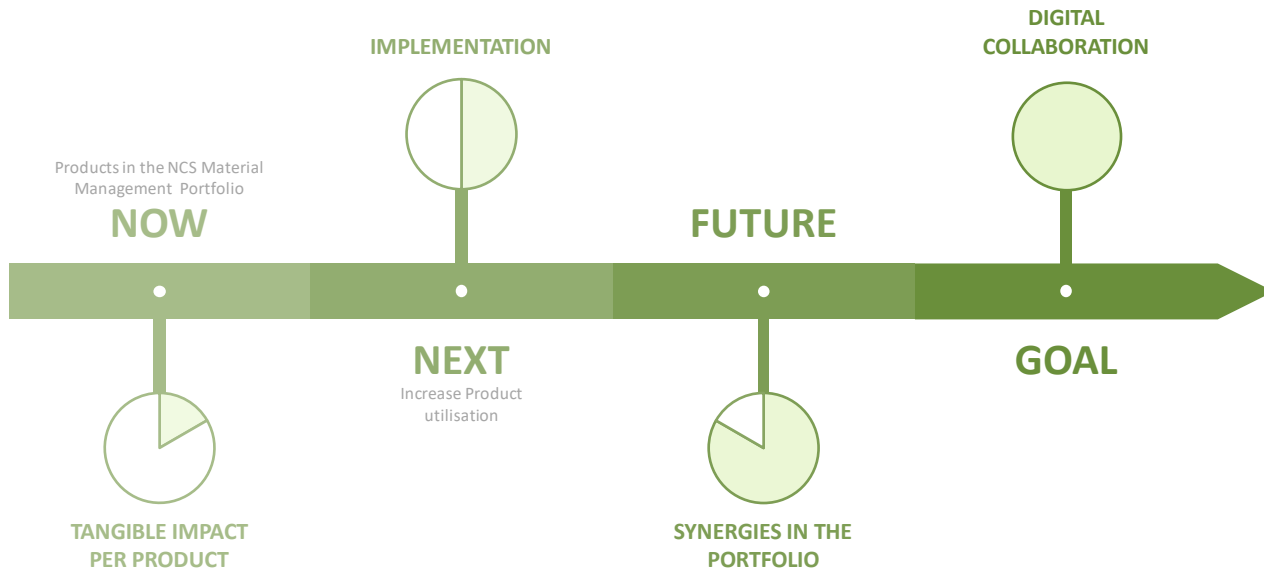 DIGITAL
COLLABORATION
IMPLEMENTATION
Products in the NCS Material
Management Portfolio
NOW
FUTURE
NEXT
Increase Product
utilisation
GOAL
TANGIBLE IMPACT
PER PRODUCT
SYNERGIES IN THE
PORTFOLIO